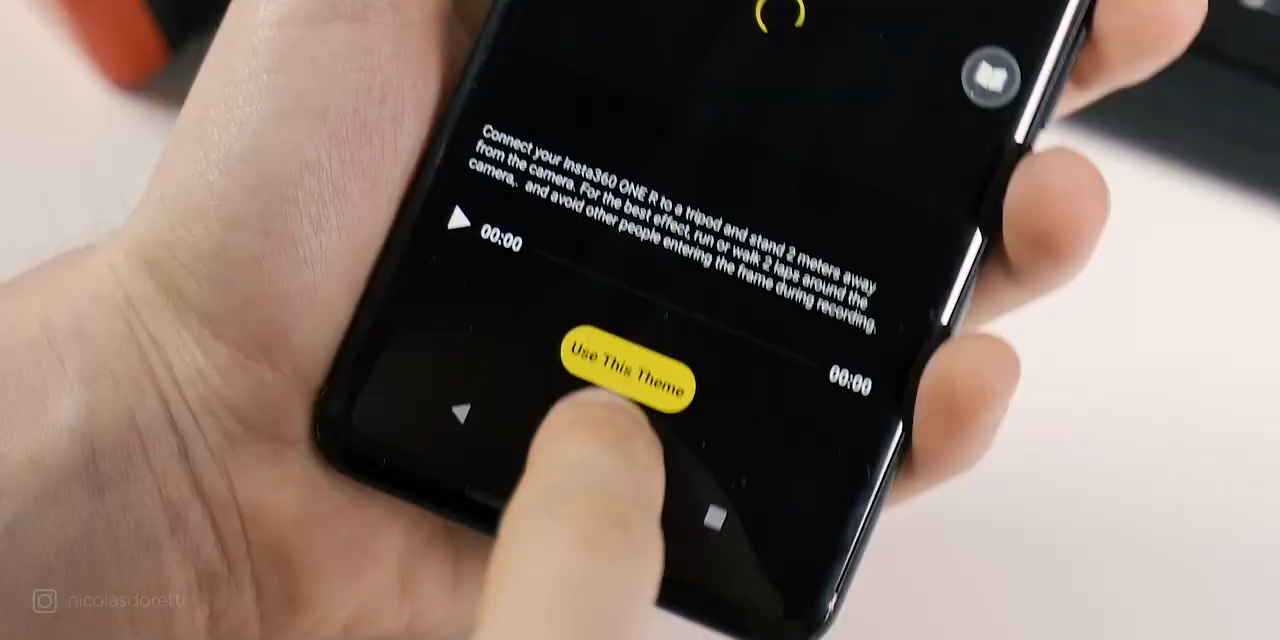 Connect your Insta360 ONE R to a tripod and stand 2 meters away
from the camera. For the best effect, run or walk 2 laps around the
camera,. and avoid other people entering the frame during recording.
00:00
00:00
Use This Theme
nicolasdoretti